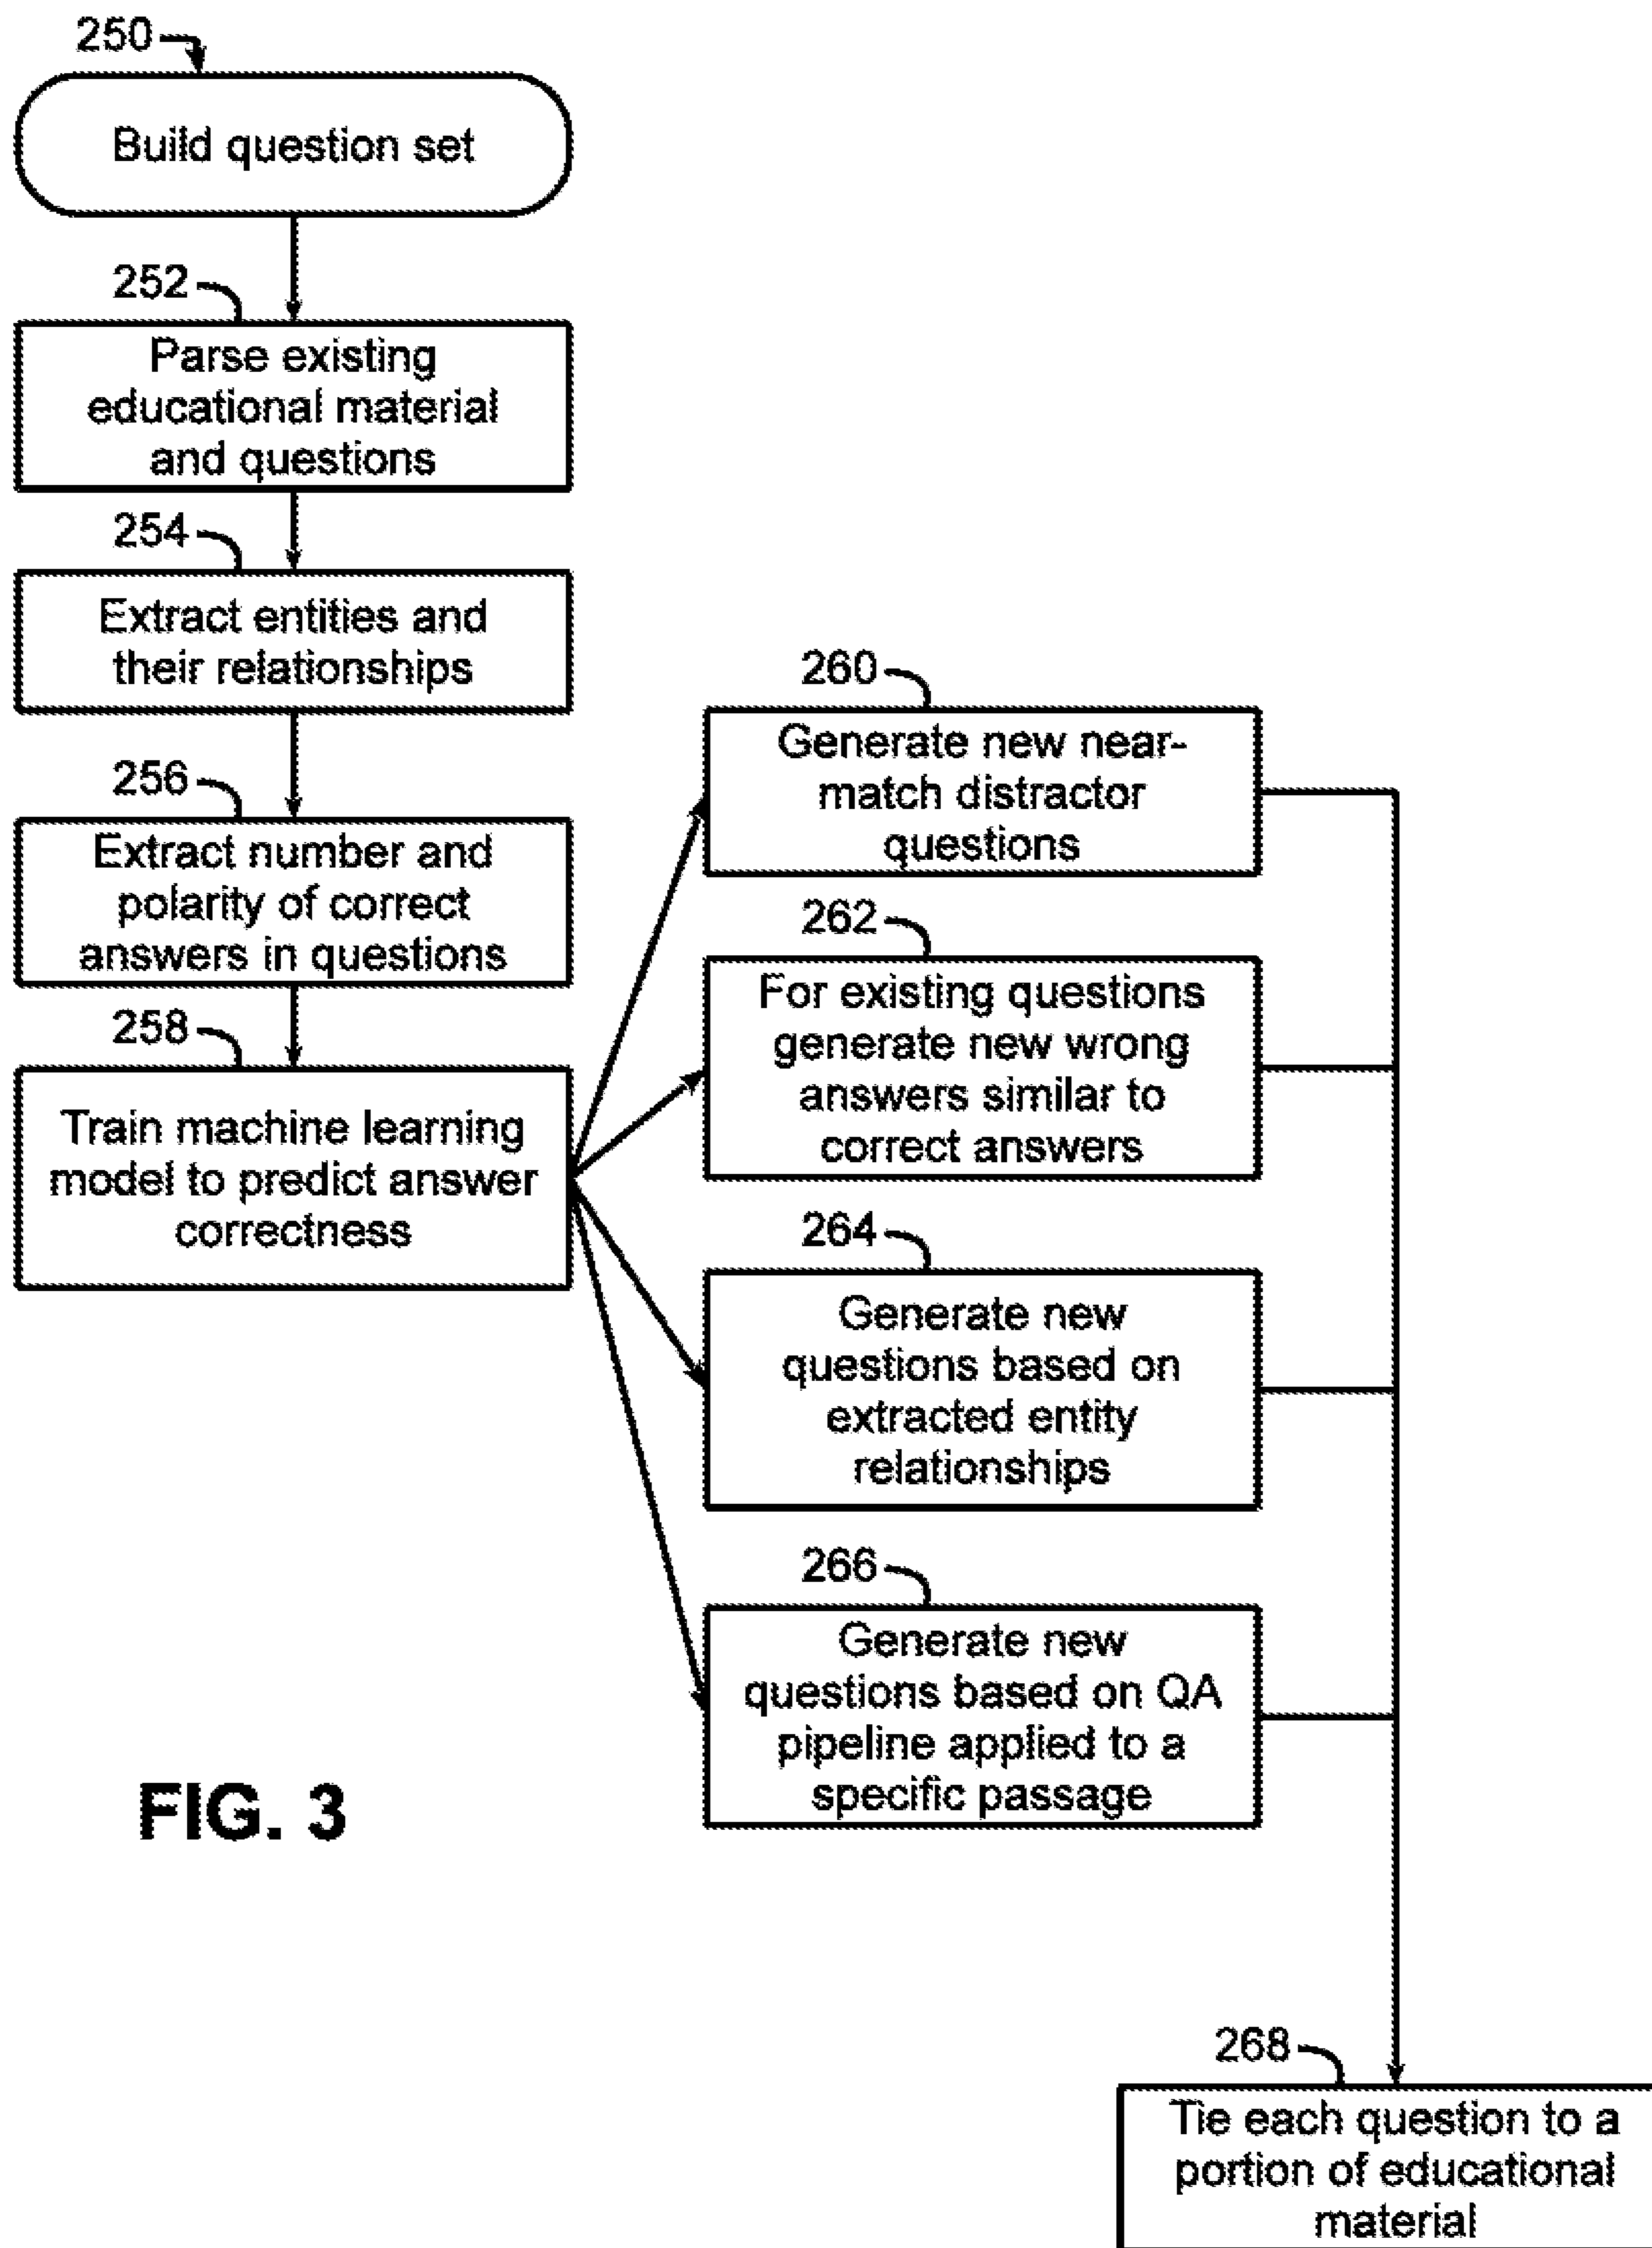 250
Build question set
252
Parse existing
educational material
and questions
254
Extract entities and
their relationships
256
Extract number and
polarity of correct
answers in questions
258
Train machine learning
model to predict answer
correctness
260
Generate new near-
match distractor
questions
262
For existing questions
generate new wrong
answers similar to
correct answers
264
Generate new
questions based on
extracted entity
relationships
266
Generate new
questions based on QA
pipeline applied to a
specific passage
FIG. 3
268
Tie each question to a
portion of educational
material